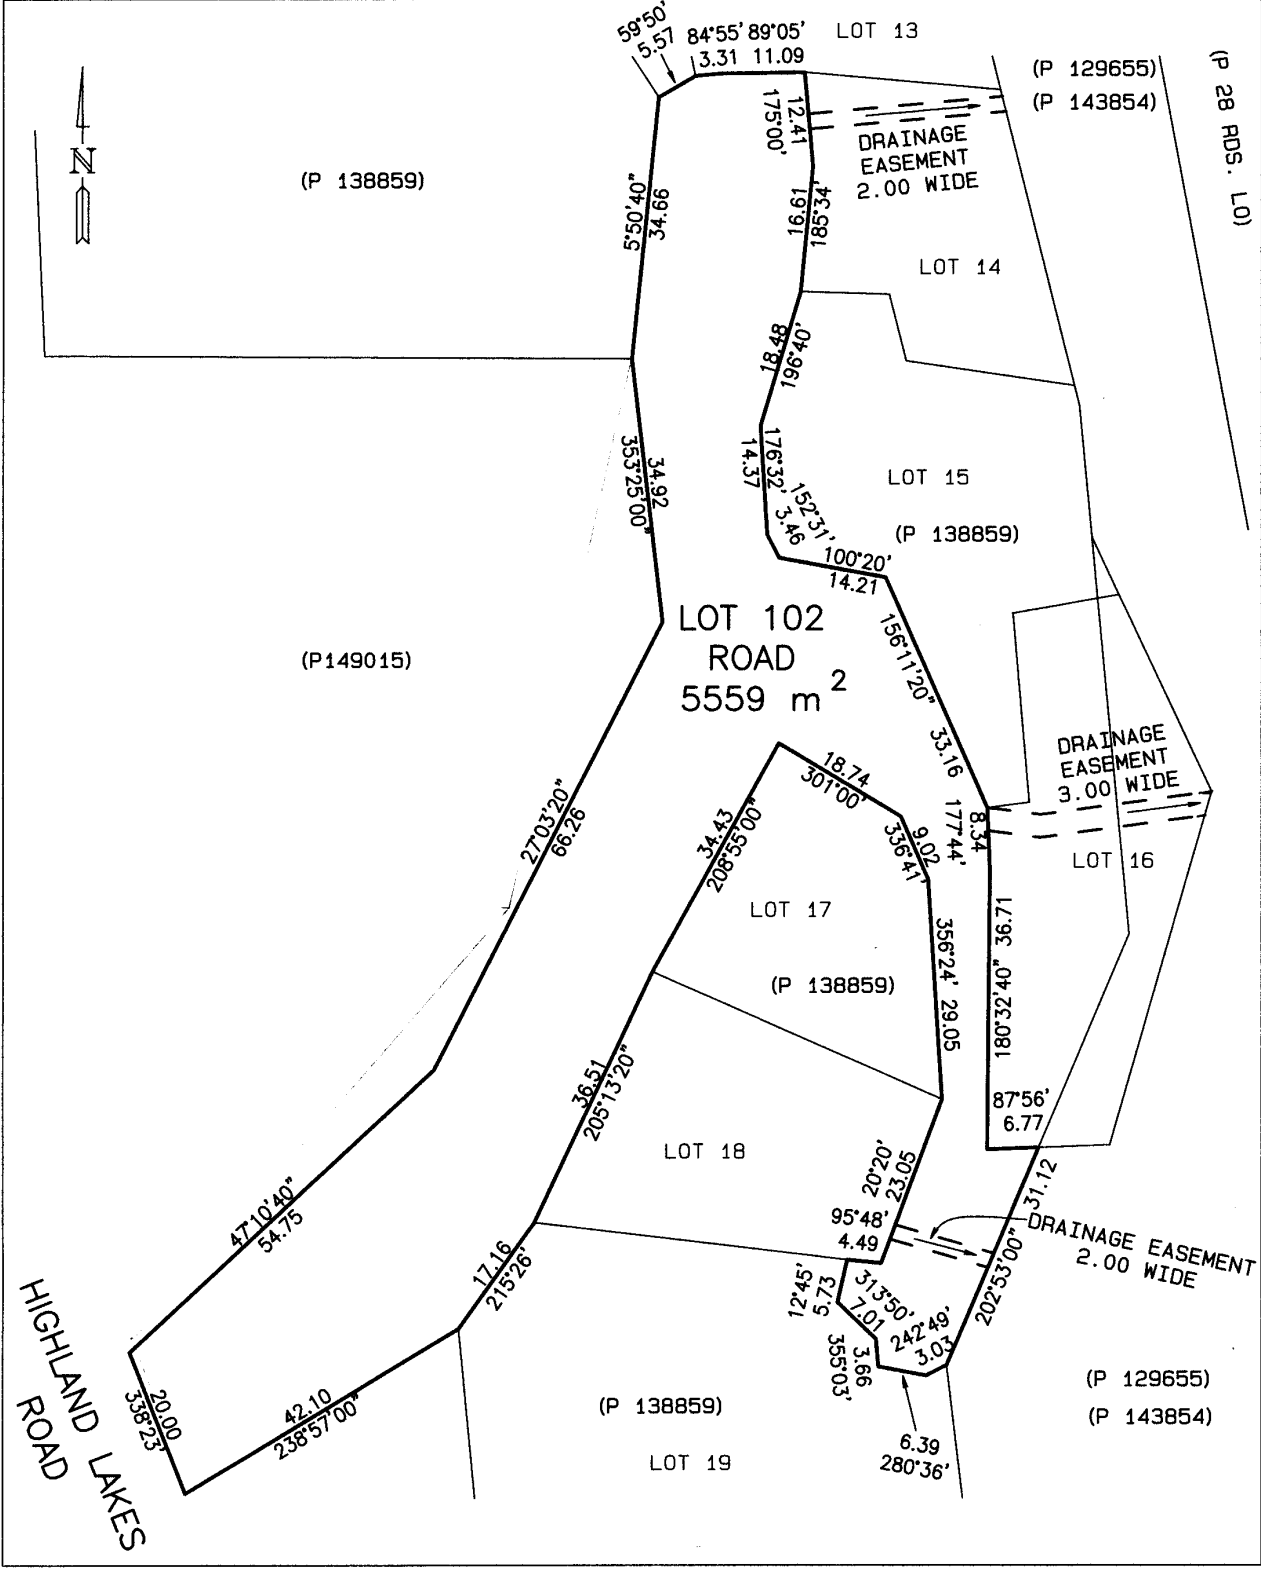 59°50'
5.57
84°55' 89°05'
3.31 11.09
LOT 13
(P 129655)
(P 143854)
(P 28 RDS. LO)
N
(P 138859)
5°50'40"
34.66
12.41
175°00'
DRAINAGE
EASEMENT
2.00 WIDE
16.61
185°34'
LOT 14
18.48
196°40'
34.92
353°25'00"
176°32'
14.37
152°31'
3.46
100°20'
14.21
LOT 15
(P 138859)
LOT 102
ROAD
5559 m2
(P149015)
156°11'20" 33.16
DRAINAGE
EASEMENT
3.00 WIDE
18.74
301°00'
27°03'20"
66.26
34.43
208°55'00"
9.02
336°41'
8.34
177°44'
LOT 16
LOT 17
(P 138859)
356°24' 29.05
180°32'40" 36.71
36.51
205°13'20"
87°56'
6.77
LOT 18
20°20'
23.05
31.12
202°53'00"
95°48'
4.49
DRAINAGE EASEMENT
2.00 WIDE
47°10'40"
54.75
17.16
215°26'
12°45'
5.73
313°50'
7.01
242°49'
3.03
3.66
355°03'
HIGHLAND LAKES
ROAD
20.00
338°23'
42.10
238°57'00"
(P 138859)
LOT 19
6.39
280°36'
(P 129655)
(P 143854)